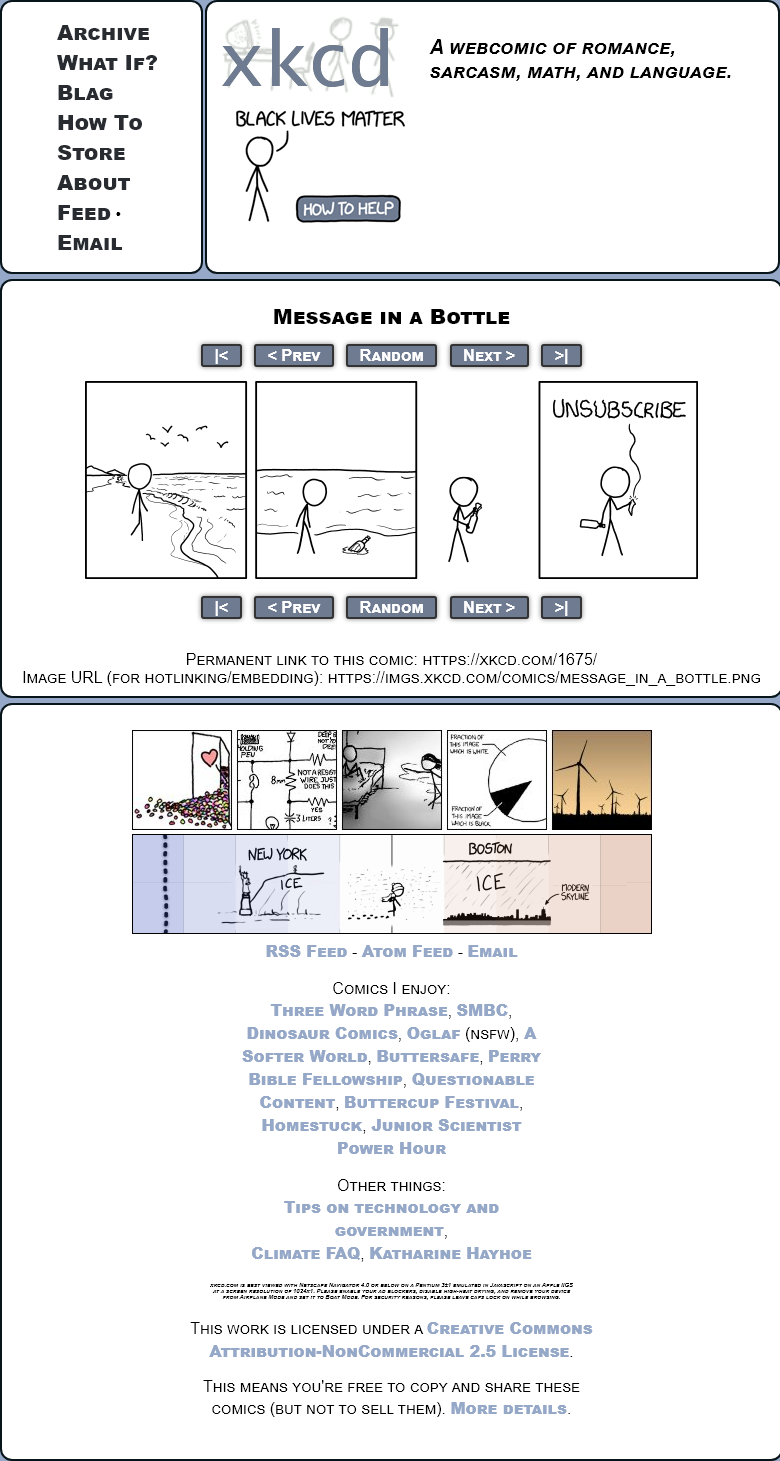 Archive
What If?
Blag
How To
Store
About
Feed •
Email
xkcd
A webcomic of romance,
sarcasm, math, and language.
BLACK LIVES MATTER
HOW TO HELP
Message in a Bottle
|<
< Prev
Random
Next >
>|
UNSUBSCRIBE
|<
< Prev
Random
Next >
>|
Permanent link to this comic: https://xkcd.com/1675/
Image URL (for hotlinking/embedding): https://imgs.xkcd.com/comics/message_in_a_bottle.png
HOLDING
PEN
8mm
NOT A RESISTOR
WIRE JUST
DOES THIS
YES
3 LITERS
FRACTION OF
THIS IMAGE
WHICH IS WHITE
FRACTION OF
THIS IMAGE
WHICH IS BLACK
NEW YORK
ICE
BOSTON
ICE
MODERN
SKYLINE
RSS Feed - Atom Feed - Email
Comics I enjoy:
Three Word Phrase, SMBC,
Dinosaur Comics, Oglaf (nsfw), A
Softer World, Buttersafe, Perry
Bible Fellowship, Questionable
Content, Buttercup Festival,
Homestuck, Junior Scientist
Power Hour
Other things:
Tips on technology and
government,
Climate FAQ, Katharine Hayhoe
xkcd.com is best viewed with Netscape Navigator 4.0 or below on a Pentium 3±1 emulated in Javascript on an Apple IIGS
at a screen resolution of 1024x1. Please enable your ad blockers, disable high-heat drying, and remove your device
from Airplane Mode and set it to Boat Mode. For security reasons, please leave caps lock on while browsing.
This work is licensed under a Creative Commons
Attribution-NonCommercial 2.5 License.
This means you're free to copy and share these
comics (but not to sell them). More details.